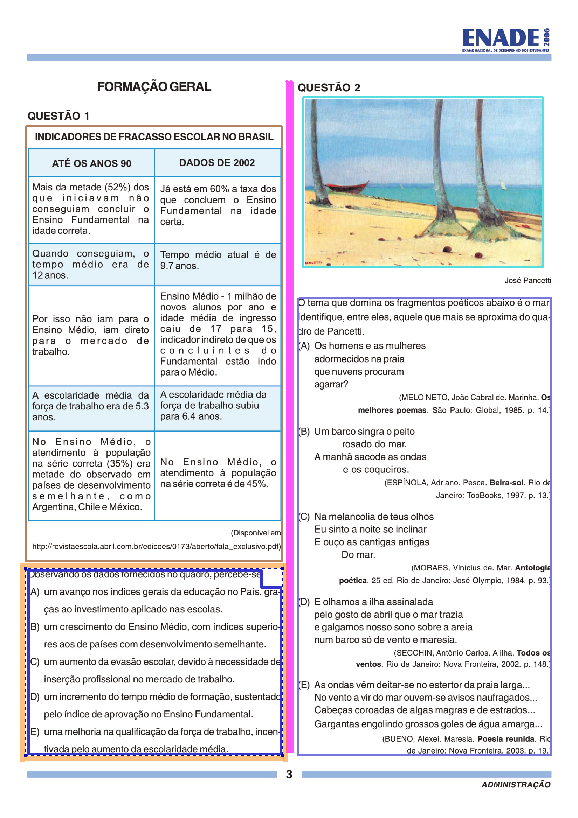 ENADE 2006
EXAME NACIONAL DE DESEMPENHO DOS ESTUDANTES
FORMAÇÃO GERAL
QUESTÃO 1
INDICADORES DE FRACASSO ESCOLAR NO BRASIL
ATÉ OS ANOS 90
DADOS DE 2002
Mais da metade (52%) dos
que iniciavam não
conseguiam concluir o
Ensino Fundamental na
idade correta.
Já está em 60% a taxa dos
que concluem o Ensino
Fundamental na idade
certa.
Quando conseguiam, o
tempo médio era de
12 anos.
Tempo médio atual é de
9.7 anos.
Por isso não iam para o
Ensino Médio, iam direto
para o mercado de
trabalho.
Ensino Médio - 1 milhão de
novos alunos por ano e
idade média de ingresso
caiu de 17 para 15,
indicador indireto de que os
concluintes do
Fundamental estão indo
para o Médio.
A escolaridade média da
força de trabalho era de 5.3
anos.
A escolaridade média da
força de trabalho subiu
para 6.4 anos.
No Ensino Médio, o
atendimento à população
na série correta (35%) era
metade do observado em
países de desenvolvimento
semelhante, como
Argentina, Chile e México.
No Ensino Médio, o
atendimento à população
na série correta é de 45%.
(Disponível em
http://revistaescola.abril.com.br/edicoes/0173/aberto/fala_exclusivo.pdf)
Observando os dados fornecidos no quadro, percebe-se
A) um avanço nos índices gerais da educação no País, gra-
ças ao investimento aplicado nas escolas.
B) um crescimento do Ensino Médio, com índices superio-
res aos de países com desenvolvimento semelhante.
C) um aumento da evasão escolar, devido à necessidade de
inserção profissional no mercado de trabalho.
D) um incremento do tempo médio de formação, sustentado
pelo índice de aprovação no Ensino Fundamental.
E) uma melhoria na qualificação da força de trabalho, incen-
tivada pelo aumento da escolaridade média.
QUESTÃO 2
José Pancetti
O tema que domina os fragmentos poéticos abaixo é o mar.
Identifique, entre eles, aquele que mais se aproxima do qua-
dro de Pancetti.
(A) Os homens e as mulheres
adormecidos na praia
que nuvens procuram
agarrar?
(MELO NETO, João Cabral de. Marinha. Os
melhores poemas. São Paulo: Global, 1985. p. 14.)
(B) Um barco singra o peito
rosado do mar.
A manhã sacode as ondas
e os coqueiros.
(ESPÍNOLA, Adriano. Pesca. Beira-sol. Rio de
Janeiro: TopBooks, 1997. p. 13.)
(C) Na melancolia de teus olhos
Eu sinto a noite se inclinar
E ouço as cantigas antigas
Do mar.
(MORAES, Vinícius de. Mar. Antologia
poética. 25 ed. Rio de Janeiro: José Olympio, 1984. p. 93.)
(D) E olhamos a ilha assinalada
pelo gosto de abril que o mar trazia
e galgamos nosso sono sobre a areia
num barco só de vento e maresia.
(SECCHIN, Antônio Carlos. A ilha. Todos os
ventos. Rio de Janeiro: Nova Fronteira, 2002. p. 148.)
(E) As ondas vêm deitar-se no estertor da praia larga...
No vento a vir do mar ouvem-se avisos naufragados...
Cabeças coroadas de algas magras e de estrados...
Gargantas engolindo grossos goles de água amarga...
(BUENO, Alexei. Maresia. Poesia reunida. Rio
de Janeiro: Nova Fronteira, 2003. p. 19.)
3
ADMINISTRAÇÃO